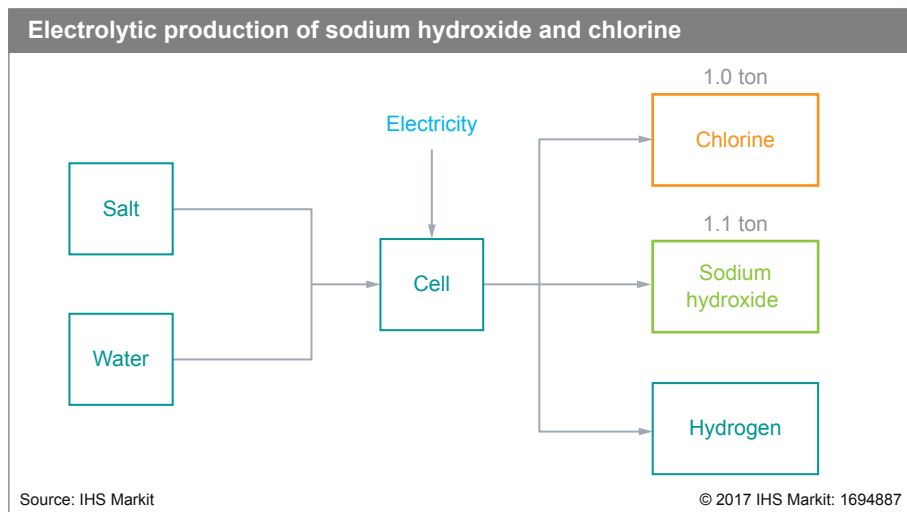 Electrolytic production of sodium hydroxide and chlorine
1.0 ton
Electricity
Chlorine
Salt
1.1 ton
Cell
Sodium
hydroxide
Water
Hydrogen
Source: IHS Markit
© 2017 IHS Markit: 1694887